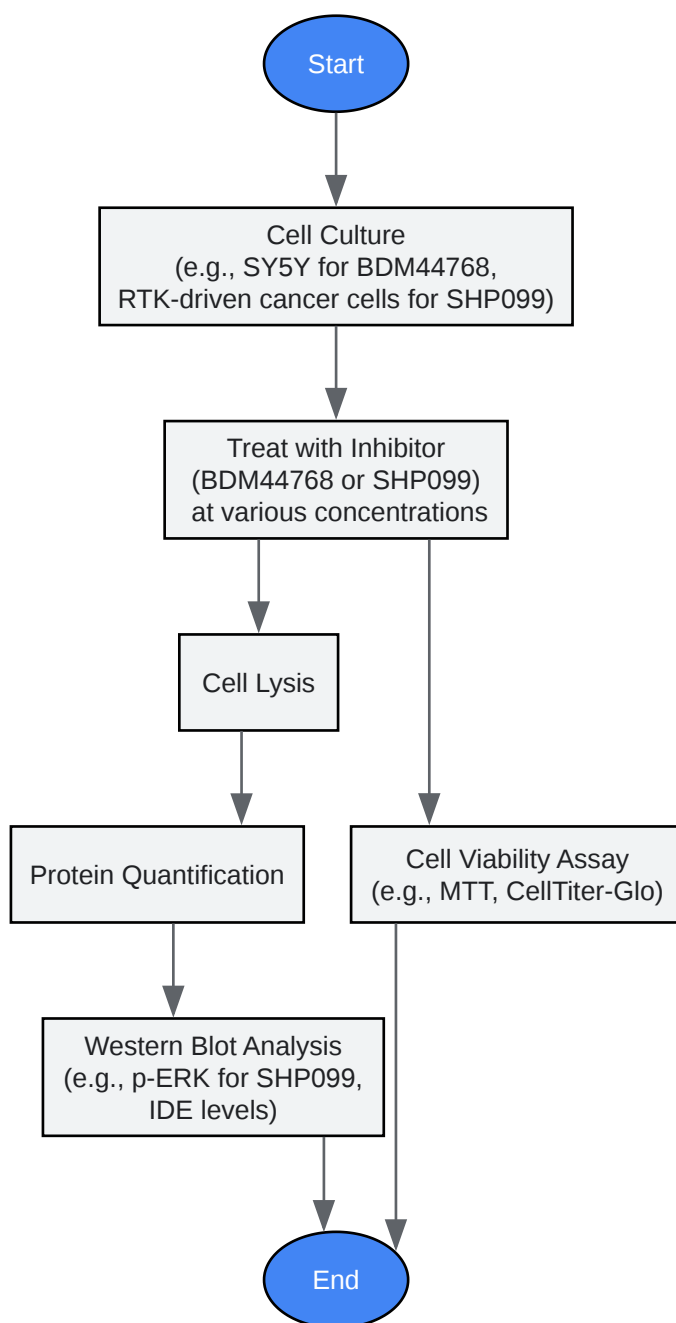 Start
Cell Culture
(e.g., SY5Y for BDM44768,
RTK-driven cancer cells for SHP099)
Treat with Inhibitor
(BDM44768 or SHP099)
at various concentrations
Cell Lysis
Protein Quantification
Cell Viability Assay
(e.g., MTT, CellTiter-Glo)
Western Blot Analysis
(e.g., p-ERK for SHP099,
IDE levels)
End